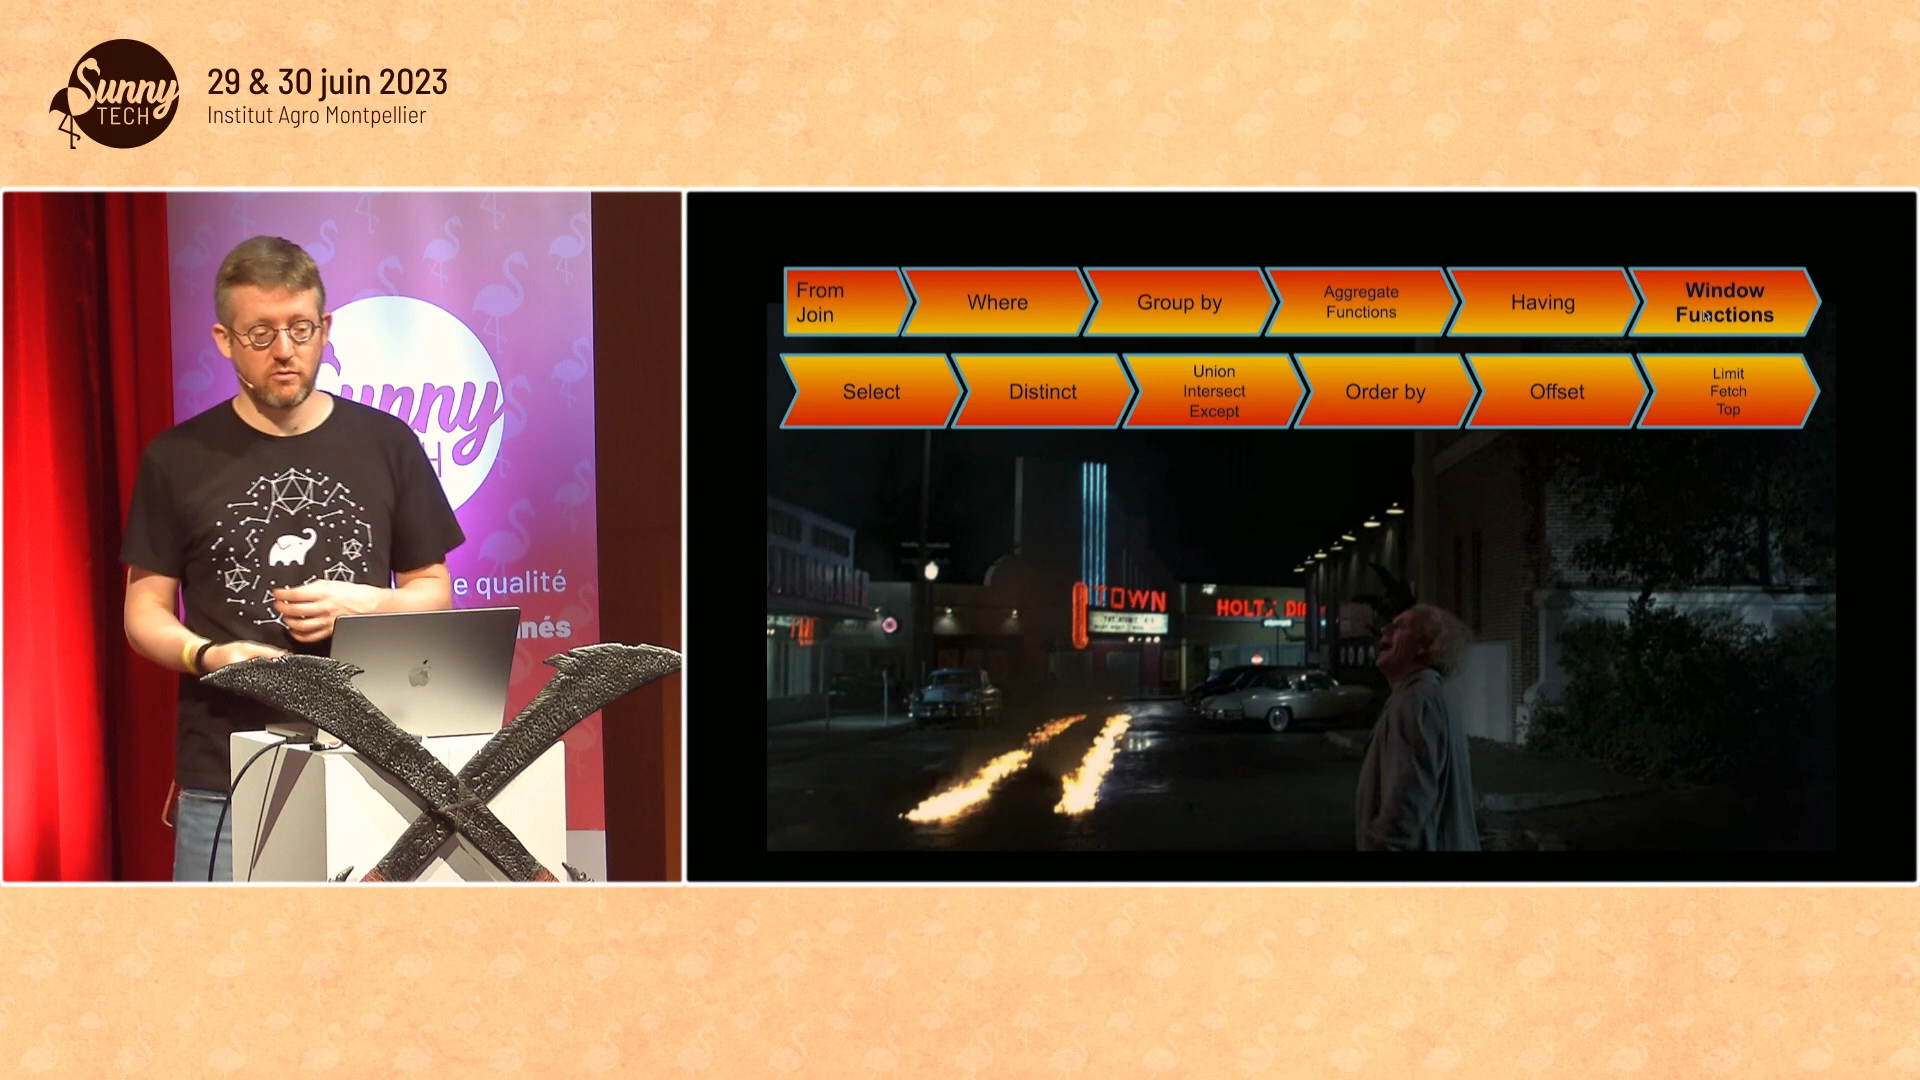 Sunny
TECH
29 & 30 juin 2023
Institut Agro Montpellier
Sunny
e qualité
nés
From
Join
Where
Group by
Aggregate
Functions
Having
Window
Functions
Select
Distinct
Union
Intersect
Except
Order by
Offset
Limit
Fetch
Top
TOWN